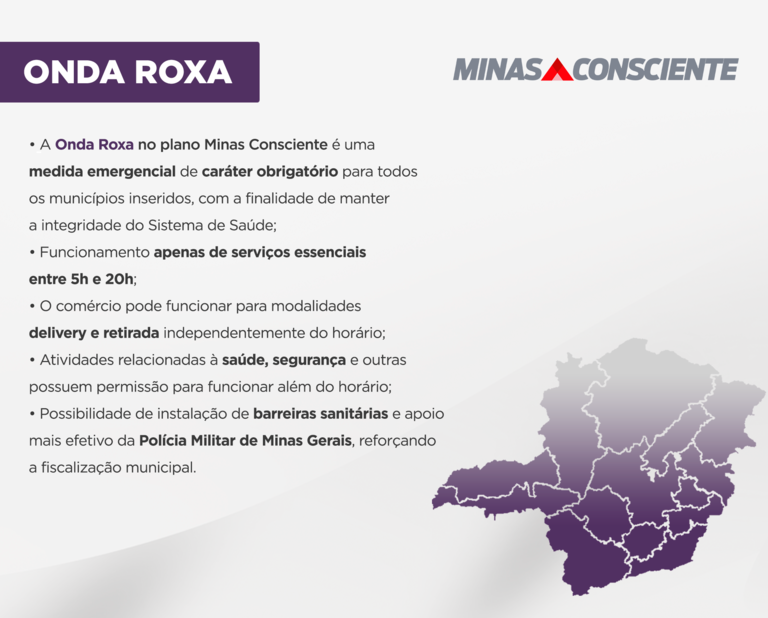 ONDA ROXA
MINAS CONSCIENTE
• A Onda Roxa no plano Minas Consciente é uma
medida emergencial de caráter obrigatório para todos
os municípios inseridos, com a finalidade de manter
a integridade do Sistema de Saúde;
• Funcionamento apenas de serviços essenciais
entre 5h e 20h;
• O comércio pode funcionar para modalidades
delivery e retirada independentemente do horário;
• Atividades relacionadas à saúde, segurança e outras
possuem permissão para funcionar além do horário;
• Possibilidade de instalação de barreiras sanitárias e apoio
mais efetivo da Polícia Militar de Minas Gerais, reforçando
a fiscalização municipal.